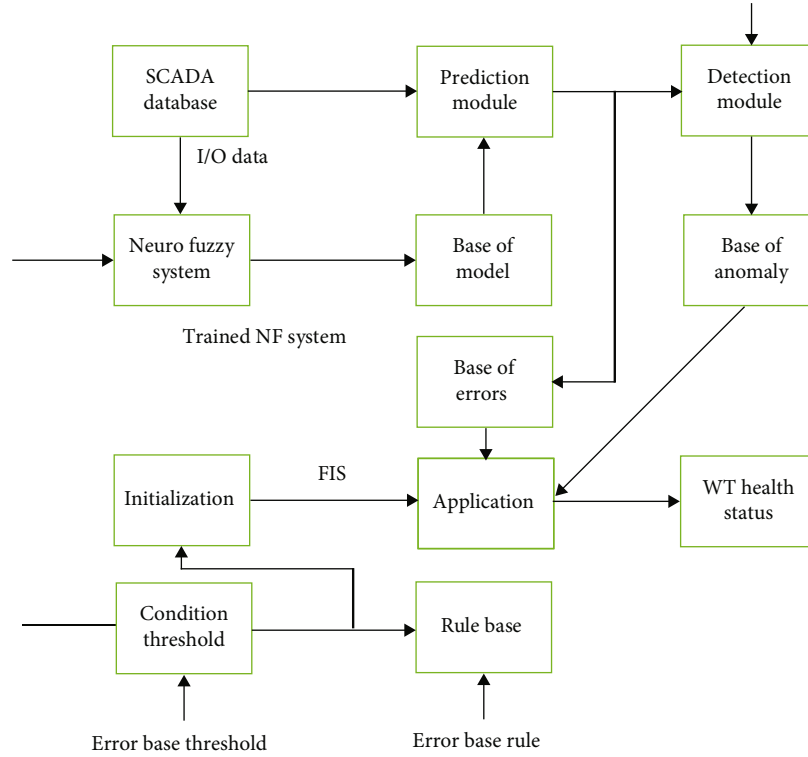 SCADA
database
Prediction
module
Detection
module
I/O data
Neuro fuzzy
system
Base of
model
Base of
anomaly
Trained NF system
Base of
errors
Initialization
FIS
Application
WT health
status
Condition
threshold
Rule base
Error base threshold
Error base rule